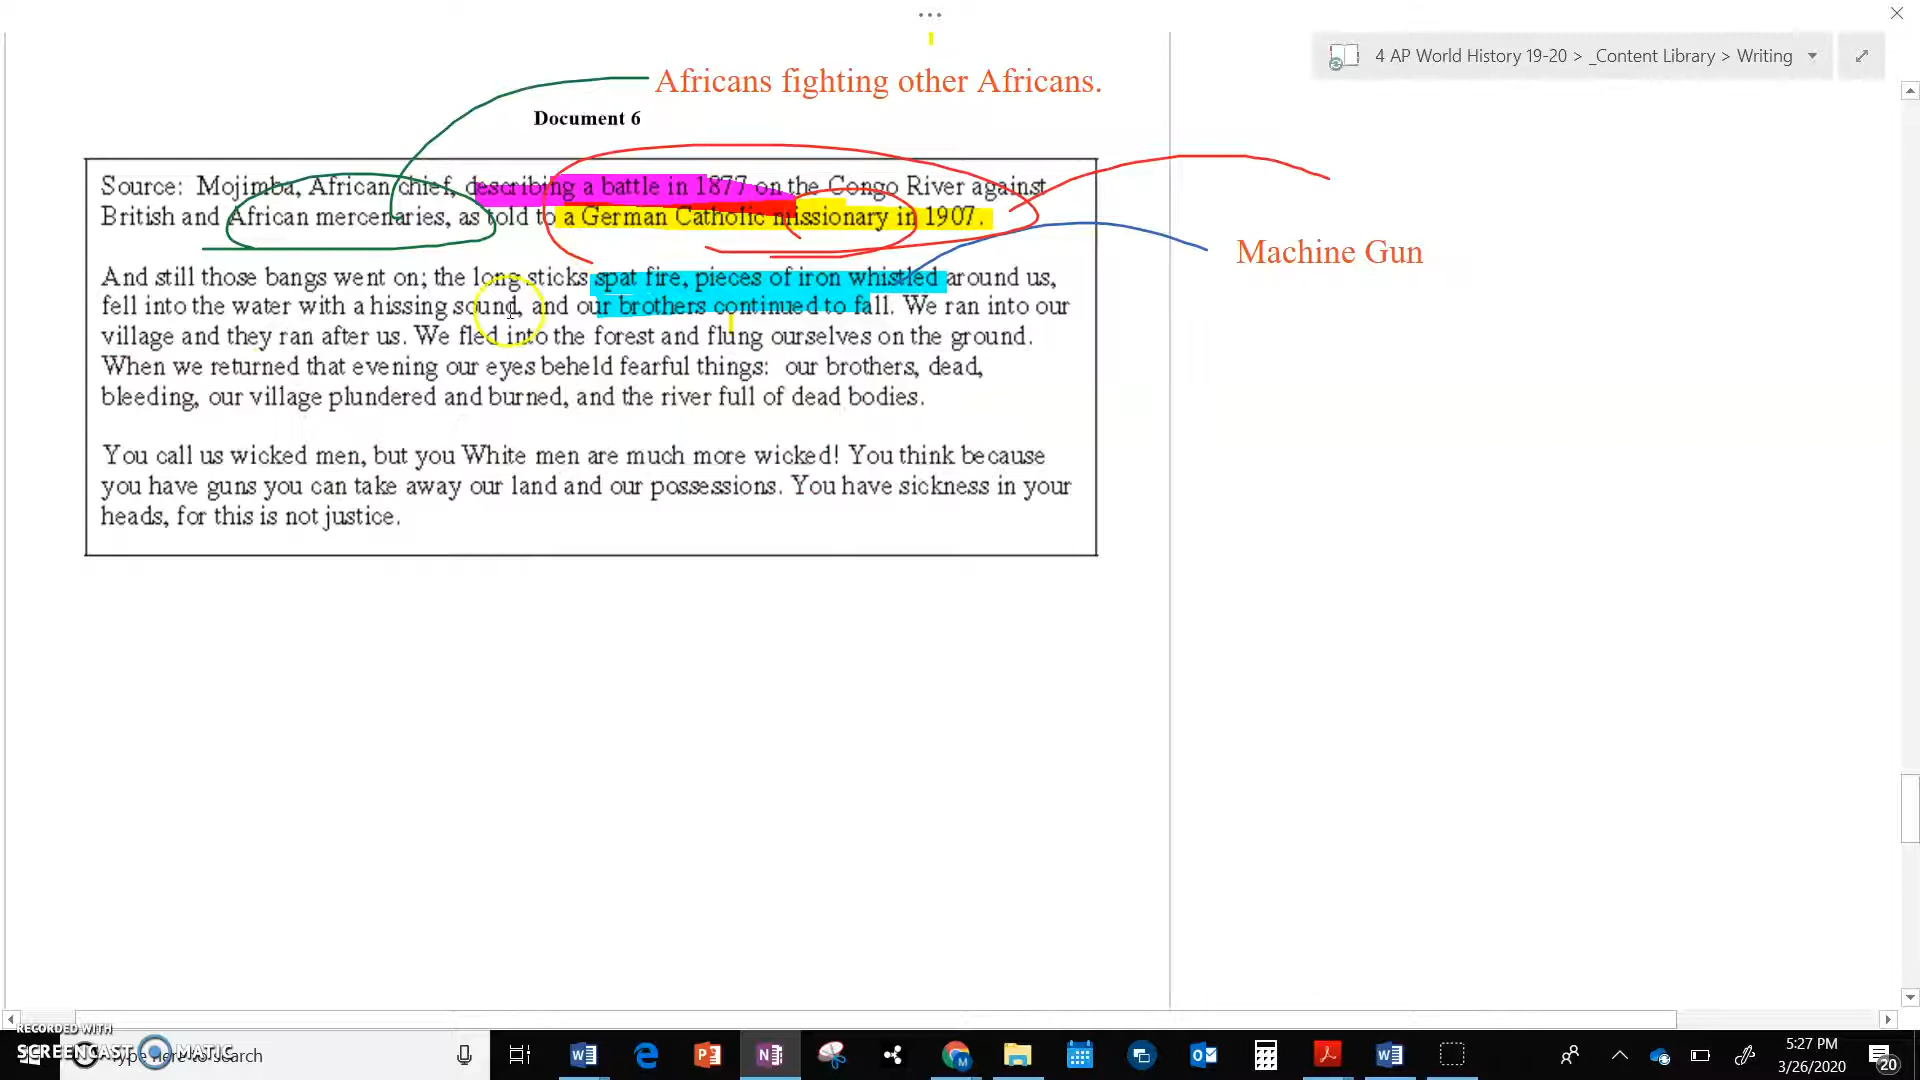 4 AP World History 19-20 > _Content Library > Writing
Africans fighting other Africans.
Document 6
Source: Mojimba, African chief, describing a battle in 1877 on the Congo River against
British and African mercenaries, as told to a German Catholic missionary in 1907.
Machine Gun
And still those bangs went on; the long sticks spat fire, pieces of iron whistled around us,
fell into the water with a hissing sound, and our brothers continued to fall. We ran into our
village and they ran after us. We fled into the forest and flung ourselves on the ground.
When we returned that evening our eyes beheld fearful things: our brothers, dead,
bleeding, our village plundered and burned, and the river full of dead bodies.
You call us wicked men, but you White men are much more wicked! You think because
you have guns you can take away our land and our possessions. You have sickness in your
heads, for this is not justice.
RECORDED WITH
SCREENCAST MATIC
Type here to search
5:27 PM
3/26/2020
20